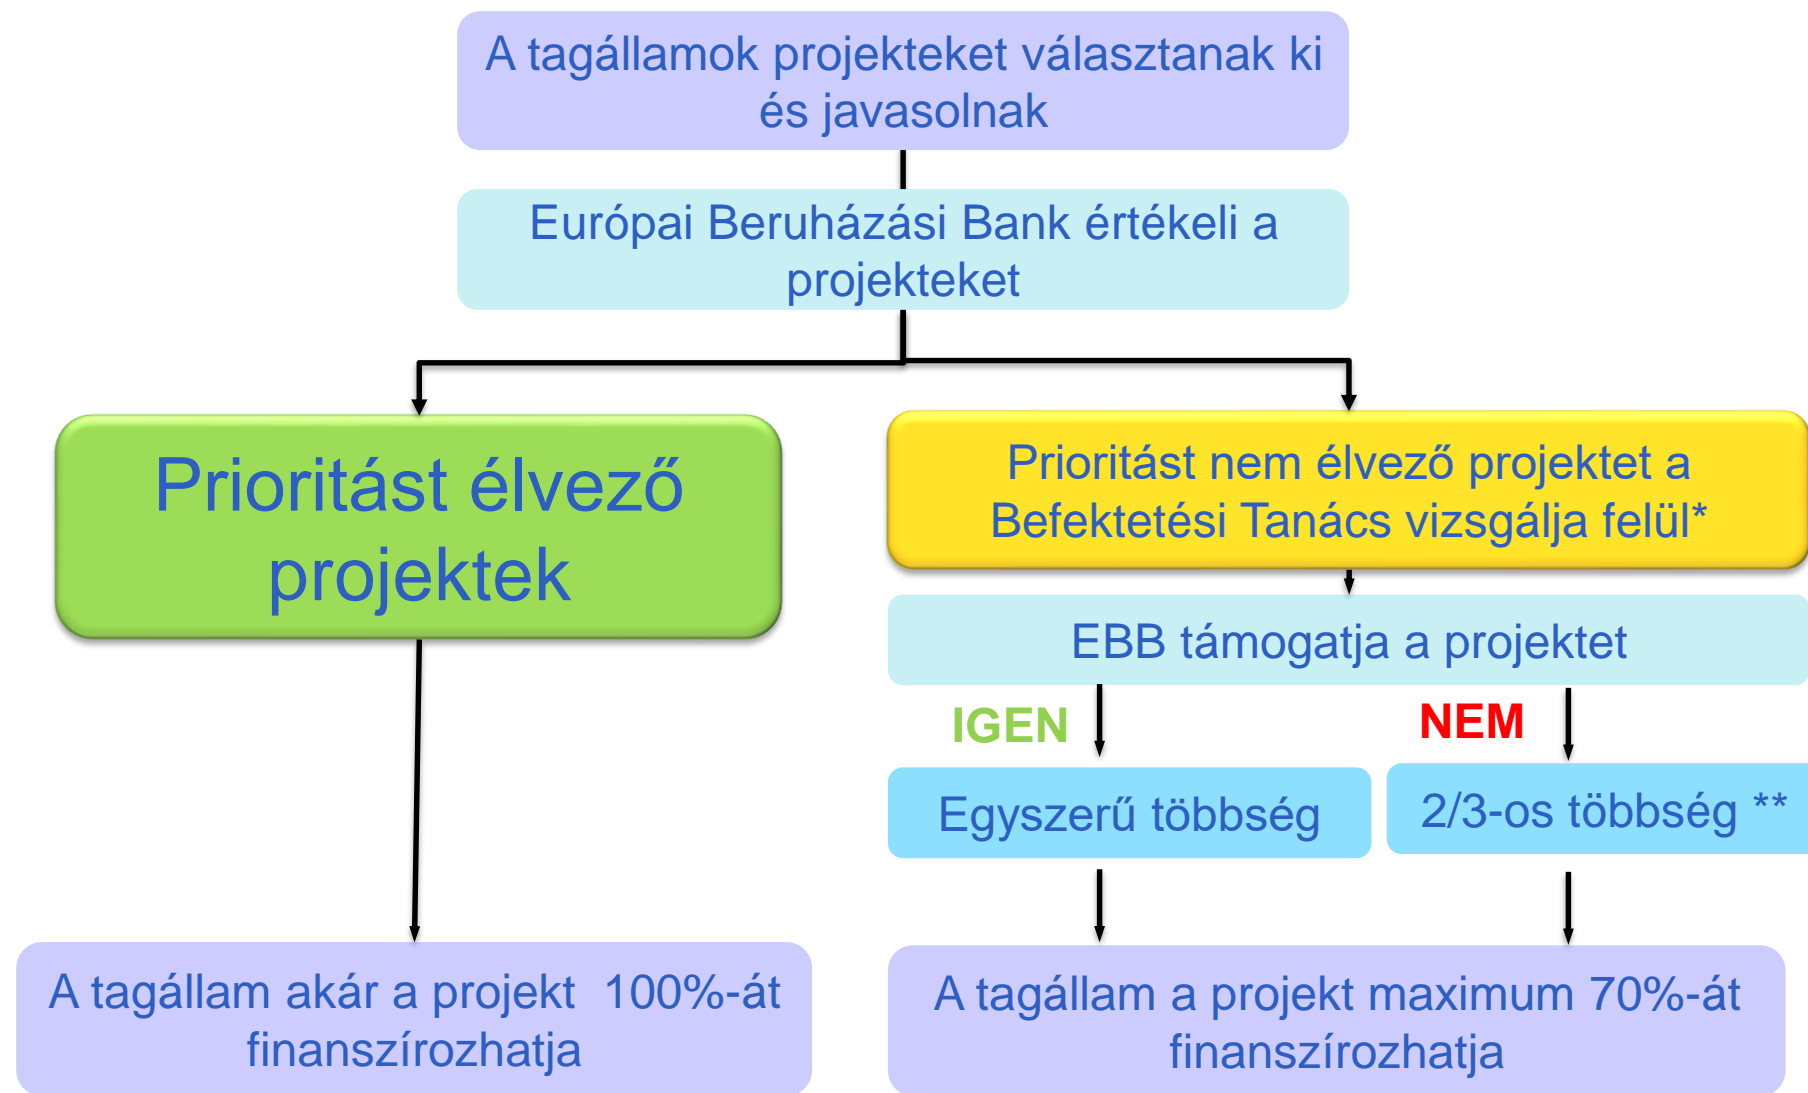 A tagállamok projekteket választanak ki
és javasolnak
Európai Beruházási Bank értékeli a
projekteket
Prioritást élvező
projektek
Prioritást nem élvező projektet a
Befektetési Tanács vizsgálja felül*
EBB támogatja a projektet
IGEN
NEM
Egyszerű többség
2/3-os többség **
A tagállam akár a projekt 100%-át
finanszírozhatja
A tagállam a projekt maximum 70%-át
finanszírozhatja